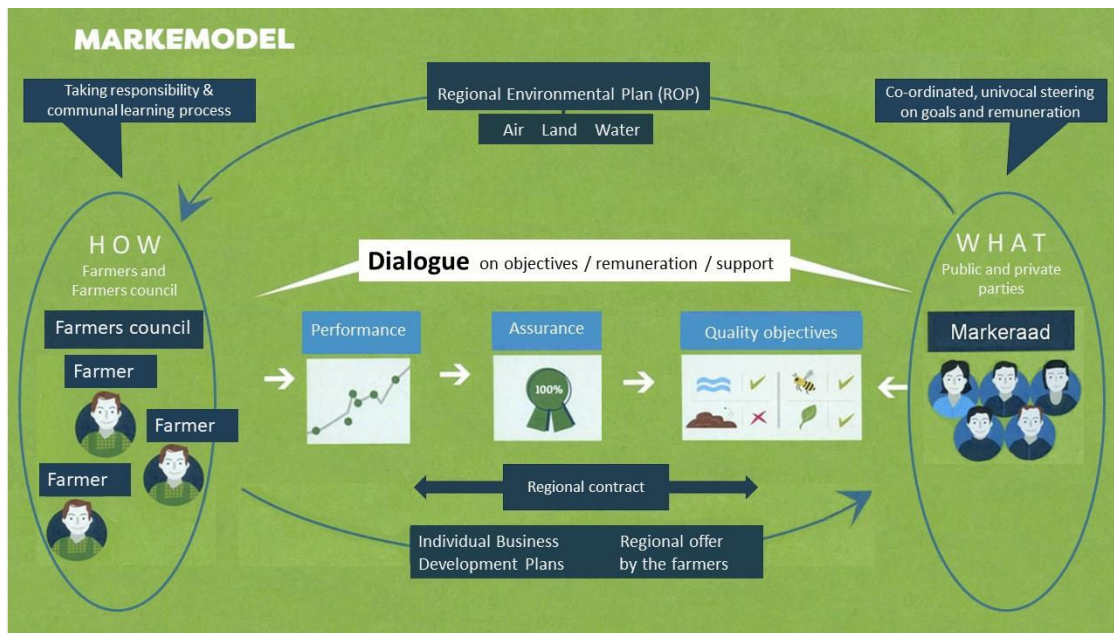 MARKEMODEL
Taking responsibility &
communal learning process
Regional Environmental Plan (ROP)
Air Land Water
Co-ordinated, univocal steering
on goals and remuneration
HOW
Farmers and
Farmers council
Farmers council
Farmer
Farmer
Farmer
Dialogue on objectives / remuneration / support
Performance
Assurance
100%
Quality objectives
WHAT
Public and private
parties
Markeraad
Regional contract
Individual Business
Development Plans
Regional offer
by the farmers